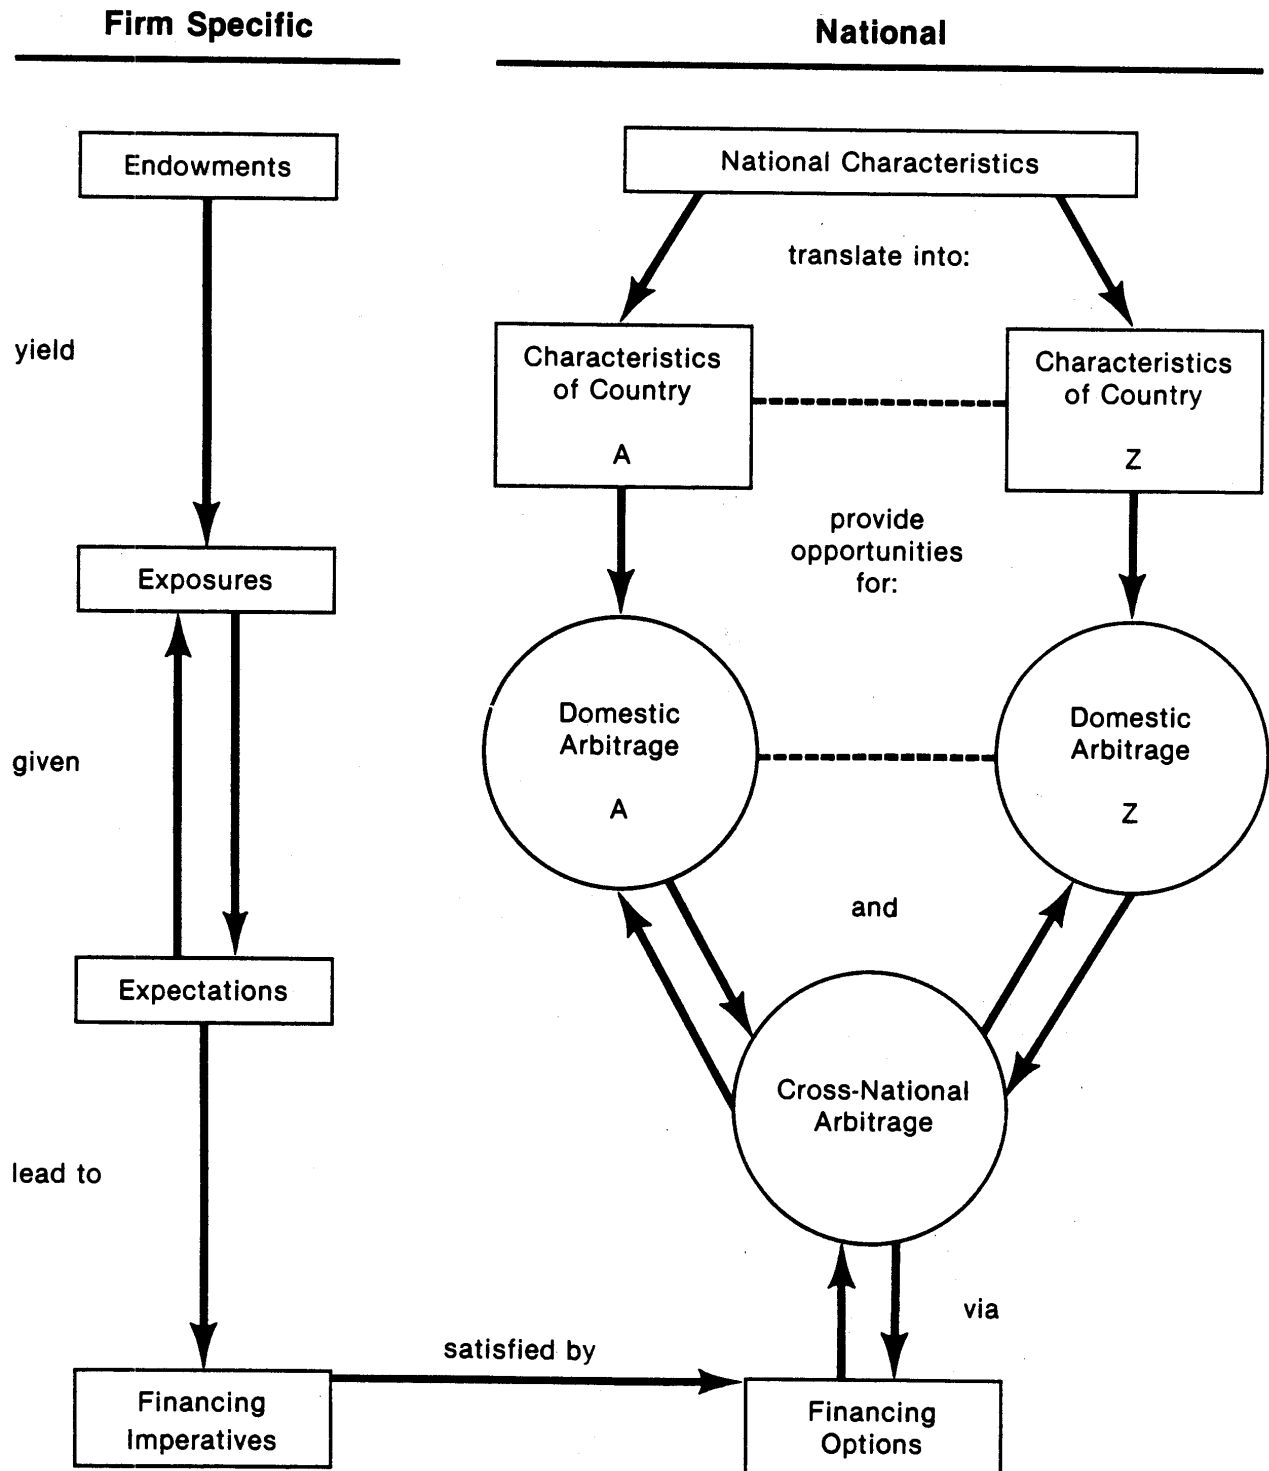 Firm Specific
National
Endowments
National Characteristics
translate into:
yield
Characteristics
of Country
A
Characteristics
of Country
Z
provide
opportunities
for:
Exposures
given
Domestic
Arbitrage
A
Domestic
Arbitrage
Z
and
Expectations
Cross-National
Arbitrage
lead to
via
satisfied by
Financing
Imperatives
Financing
Options